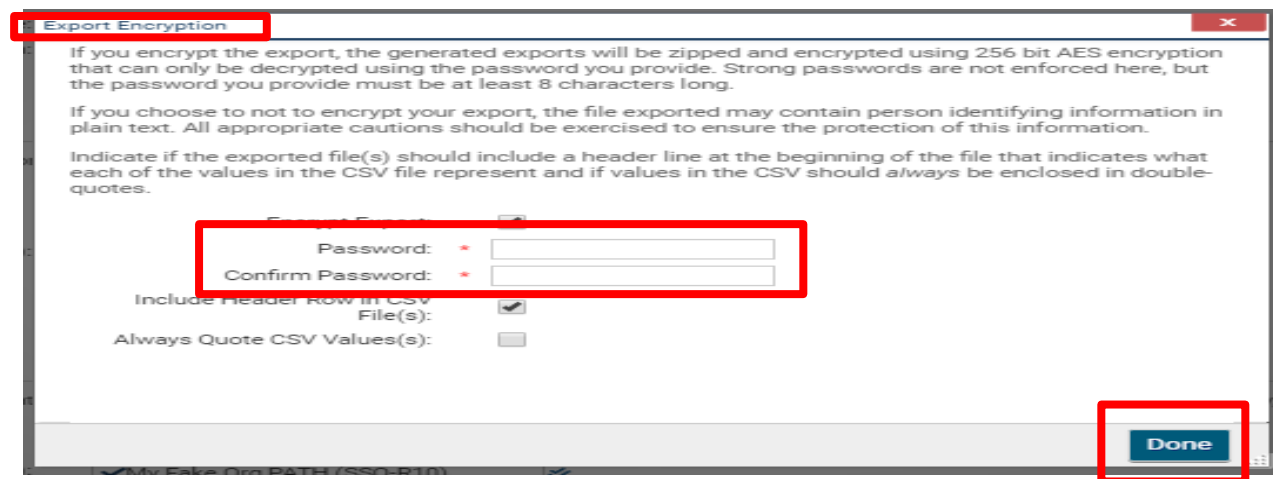 Export Encryption
If you encrypt the export, the generated exports will be zipped and encrypted using 256 bit AES encryption
that can only be decrypted using the password you provide. Strong passwords are not enforced here, but
the password you provide must be at least 8 characters long.
If you choose to not to encrypt your export, the file exported may contain person identifying information in
plain text. All appropriate cautions should be exercised to ensure the protection of this information.
Indicate if the exported file(s) should include a header line at the beginning of the file that indicates what
each of the values in the CSV file represent and if values in the CSV should always be enclosed in double-
quotes.
Encrypt Export:
Password: *
Confirm Password: *
Include Header Row in CSV
File(s):
Always Quote CSV Values(s):
Done
My Fake Org PATH (SSO-R10)